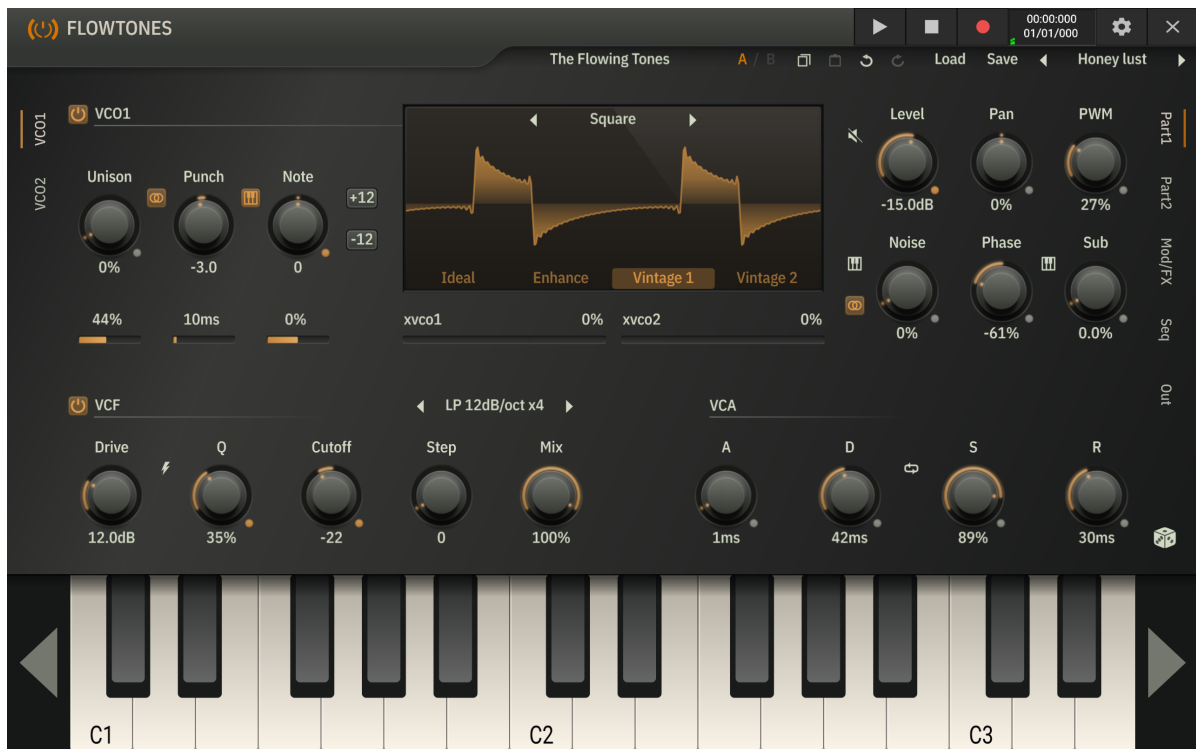 FLOWTONES
00:00:000
01/01/000
The Flowing Tones A / B Load Save Honey lust
VCO1
VCO2
VCO1
Unison Punch Note
+12
-12
0% -3.0 0
44% 10ms 0%
Square
Ideal Enhance Vintage 1 Vintage 2
xvco1 0% xvco2 0%
Level Pan PWM
-15.0dB 0% 27%
Noise Phase Sub
0% -61% 0.0%
Part1
Part2
Mod/FX
Seq
Out
VCF LP 12dB/oct x4 VCA
Drive Q Cutoff Step Mix A D S R
12.0dB 35% -22 0 100% 1ms 42ms 89% 30ms
C1 C2 C3